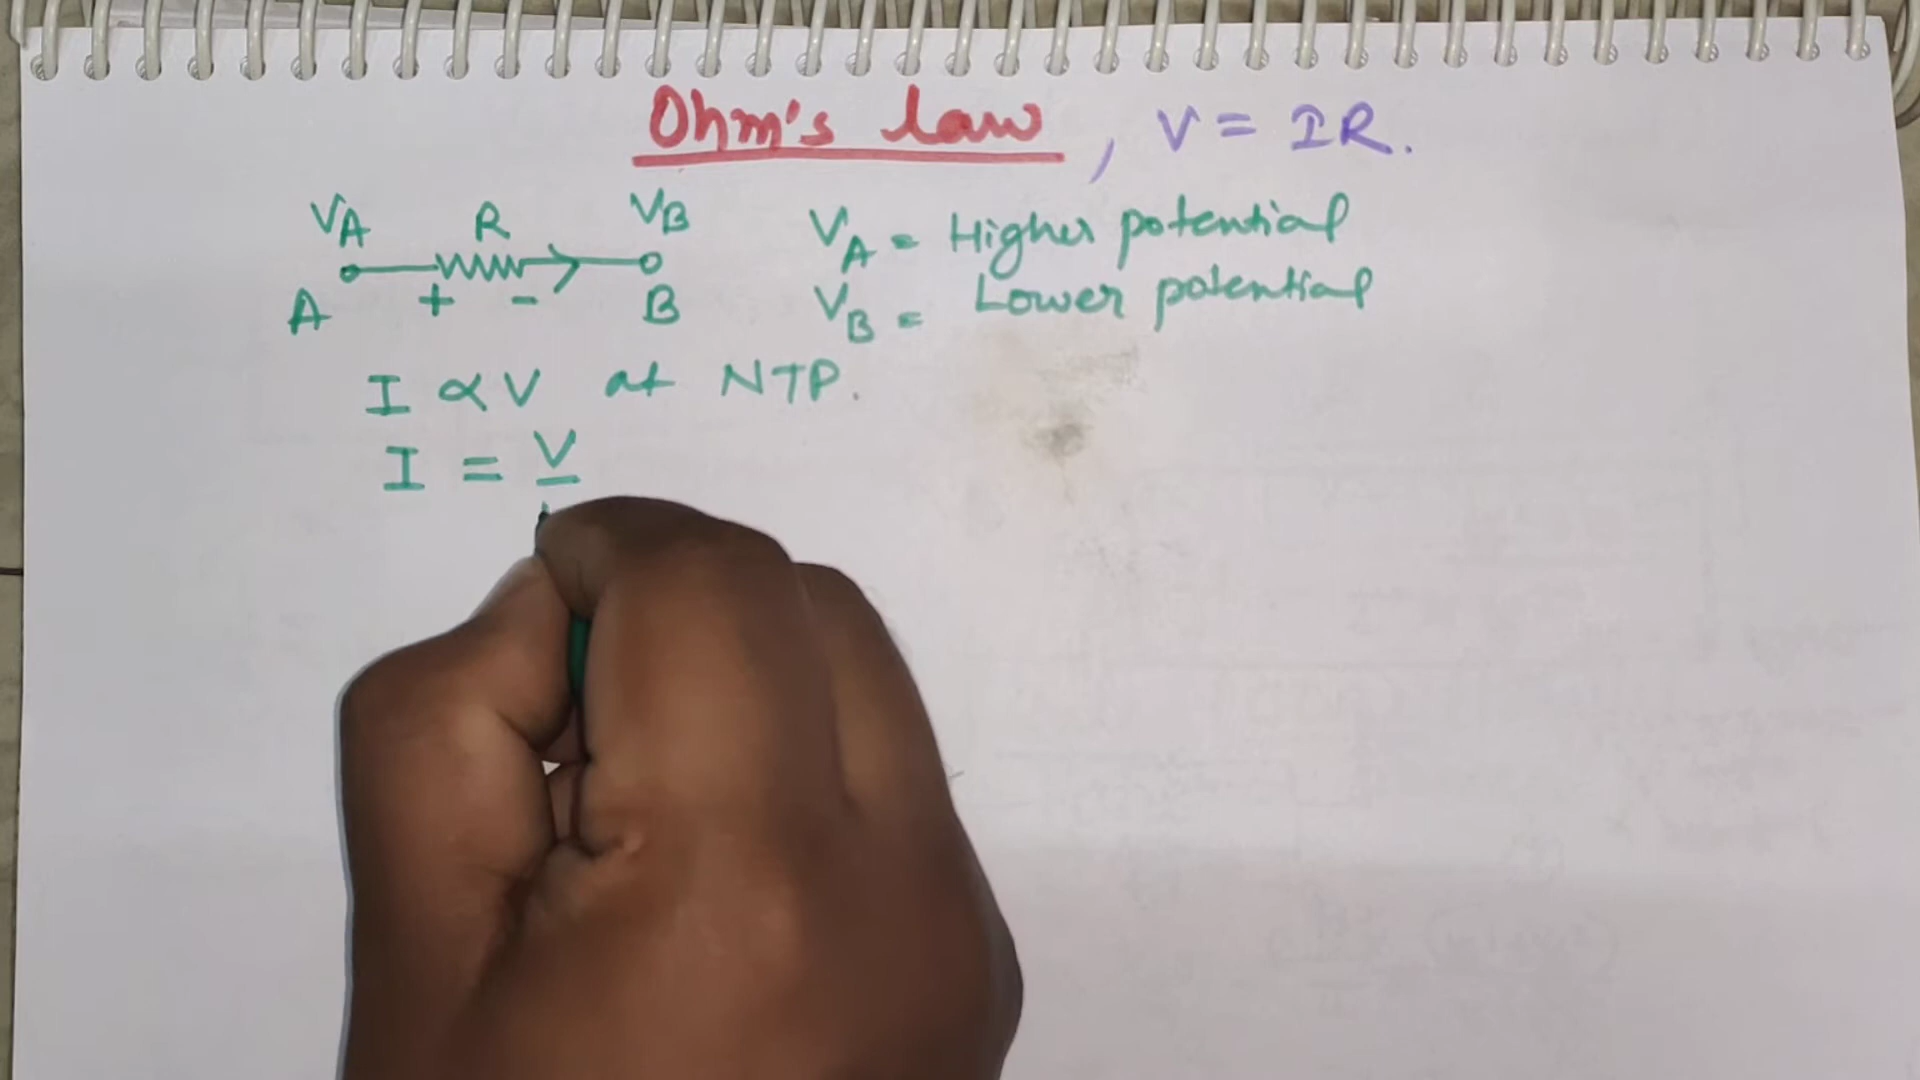 Ohm's law, V = IR.
VA R VB
A + - B
VA = Higher potential
VB = Lower potential
I ∝ V at NTP.
I = V